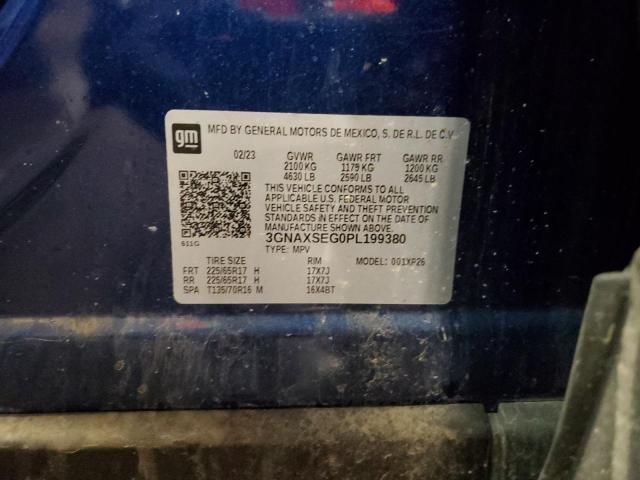 gm
MFD BY GENERAL MOTORS DE MEXICO, S. DE R.L. DE C.V.
02/23 GVWR GAWR FRT GAWR RR
2100 KG 1175 KG 1200 KG
4630 LB 2590 LB 2645 LB
THIS VEHICLE CONFORMS TO ALL
APPLICABLE U.S. FEDERAL MOTOR
VEHICLE SAFETY AND THEFT PREVENTION
STANDARDS IN EFFECT ON THE DATE OF
MANUFACTURE SHOWN ABOVE.
3GNAXSEG0PL199380
611G
TYPE: MPV MODEL: 001XP26
TIRE SIZE RIM
FRT 225/65R17 H 17X7J
RR 225/65R17 H 17X7J
SPA T135/70R16 M 16X4BT